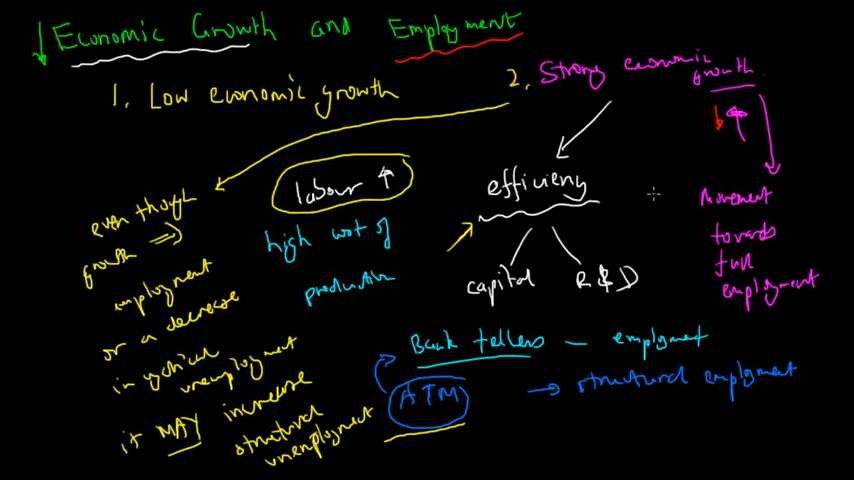 Economic Growth and Employment
1. Low economic growth
2. Strong economic
growth
labour
efficieny
high cost of
production
capital R&D
Movement
towards
full
employment
even though
growth ⇒
employment
or a decrease
in cyclical
unemployment
it MAY increase
structural
unemployment
Bank tellers — employment
ATM → structural employment